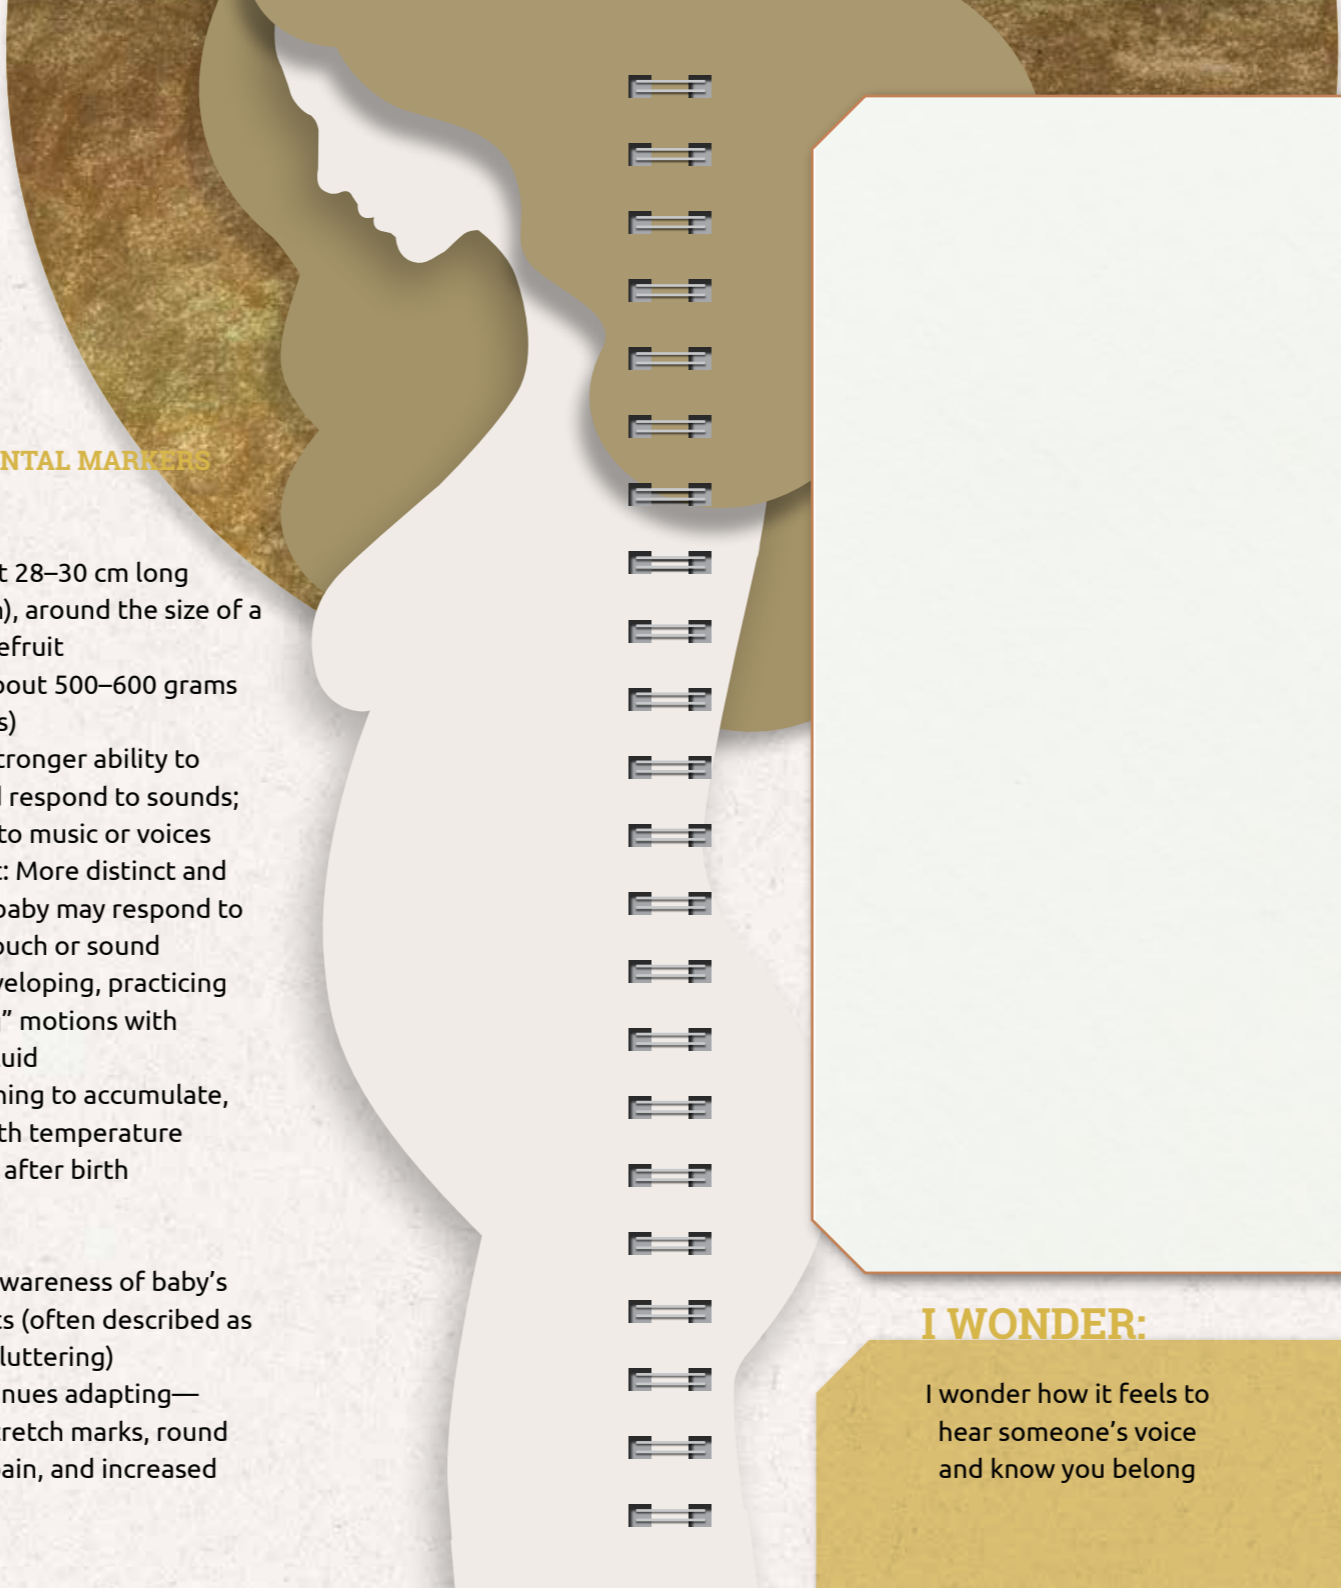 NTAL MARKERS
28–30 cm long
), around the size of a
efruit
bout 500–600 grams
s)
tronger ability to
respond to sounds;
to music or voices
: More distinct and
baby may respond to
ouch or sound
veloping, practicing
” motions with
uid
ning to accumulate,
th temperature
after birth
wareness of baby’s
ts (often described as
luttering)
nues adapting—
tretch marks, round
ain, and increased
I WONDER:
I wonder how it feels to
hear someone’s voice
and know you belong